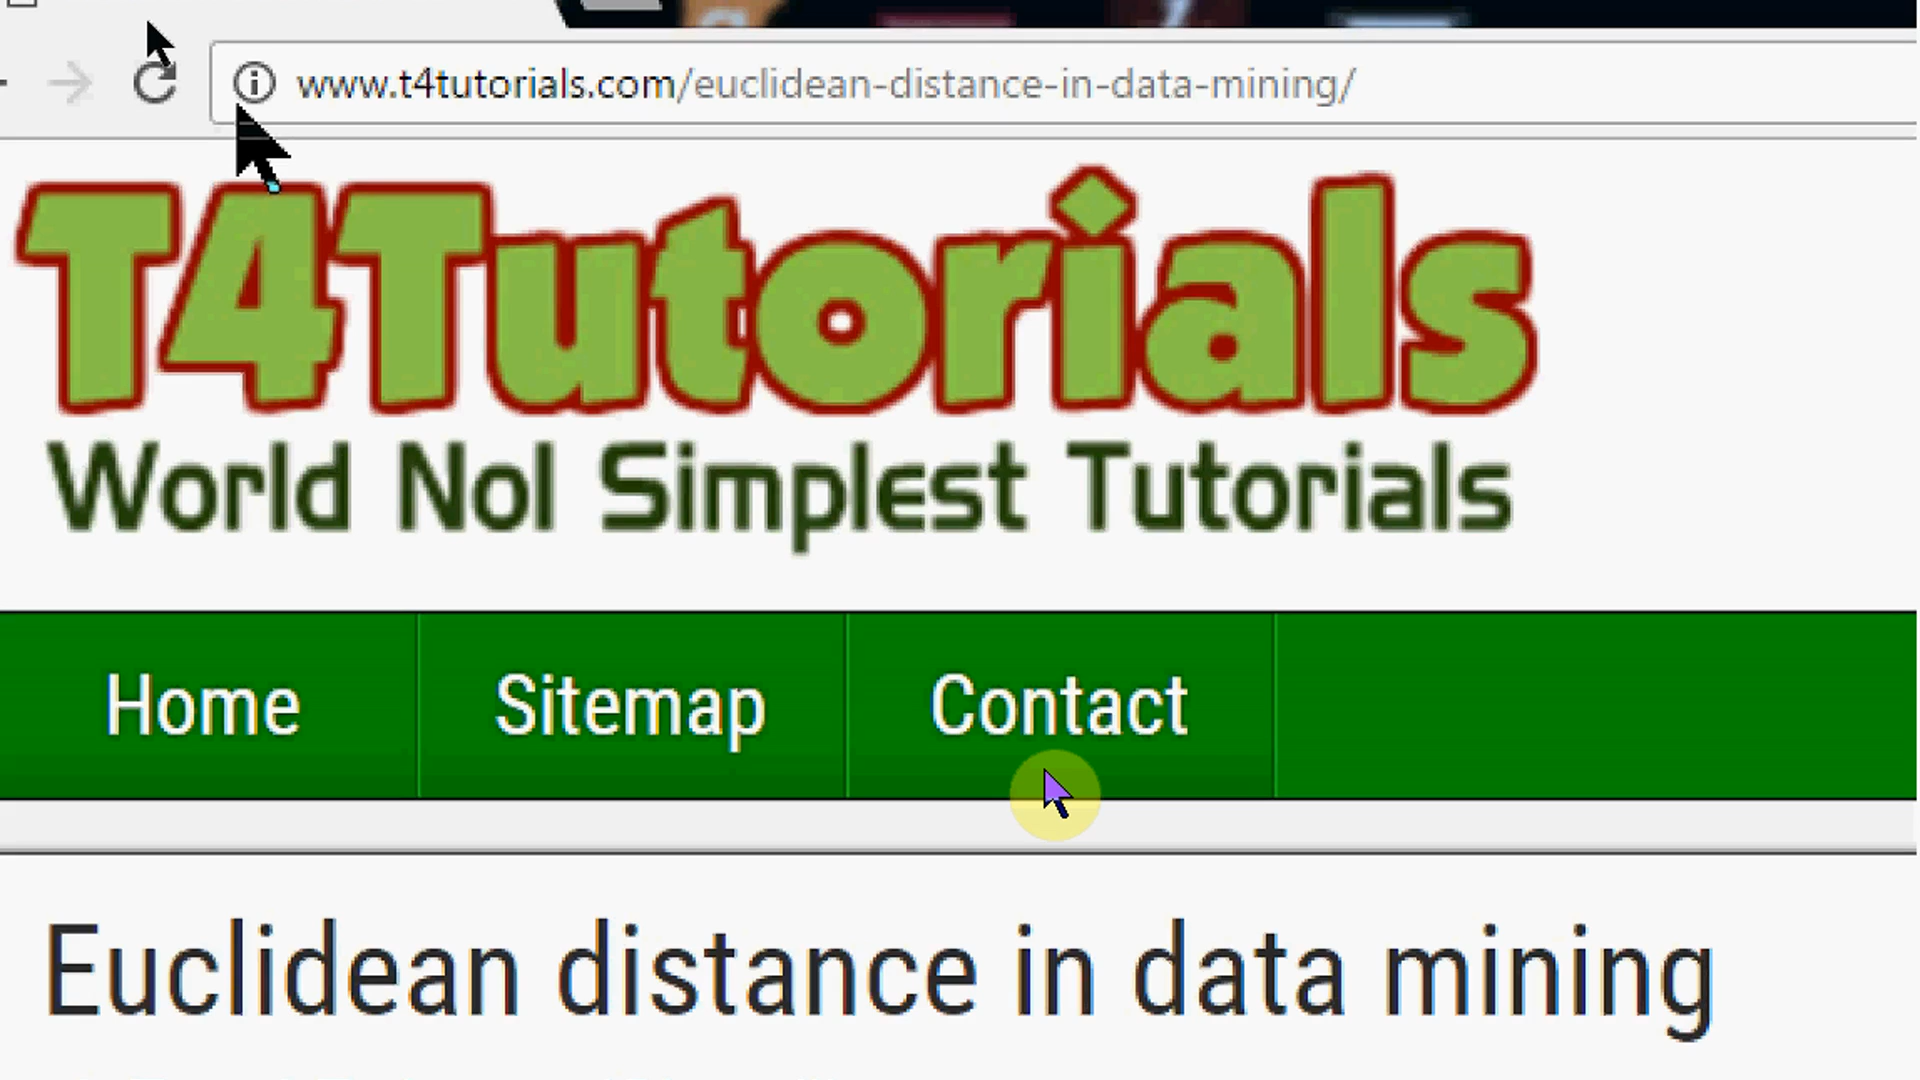 www.t4tutorials.com/euclidean-distance-in-data-mining/
T4Tutorials
World No1 Simplest Tutorials
Home Sitemap Contact
Euclidean distance in data mining